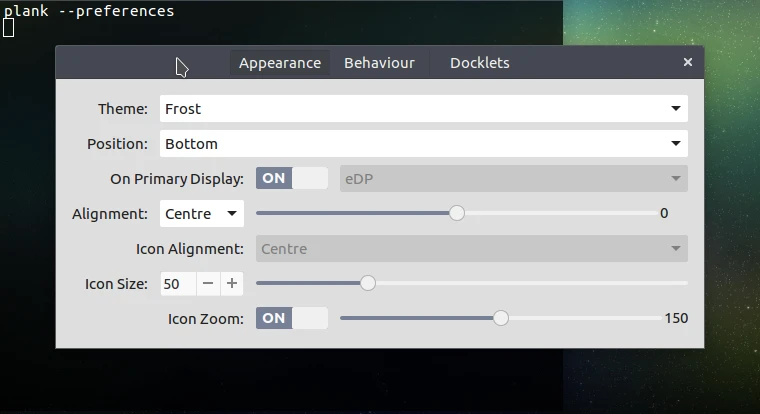 plank --preferences
Appearance Behaviour Docklets ×
Theme: Frost
Position: Bottom
On Primary Display: ON eDP
Alignment: Centre 0
Icon Alignment: Centre
Icon Size: 50 − +
Icon Zoom: ON 150